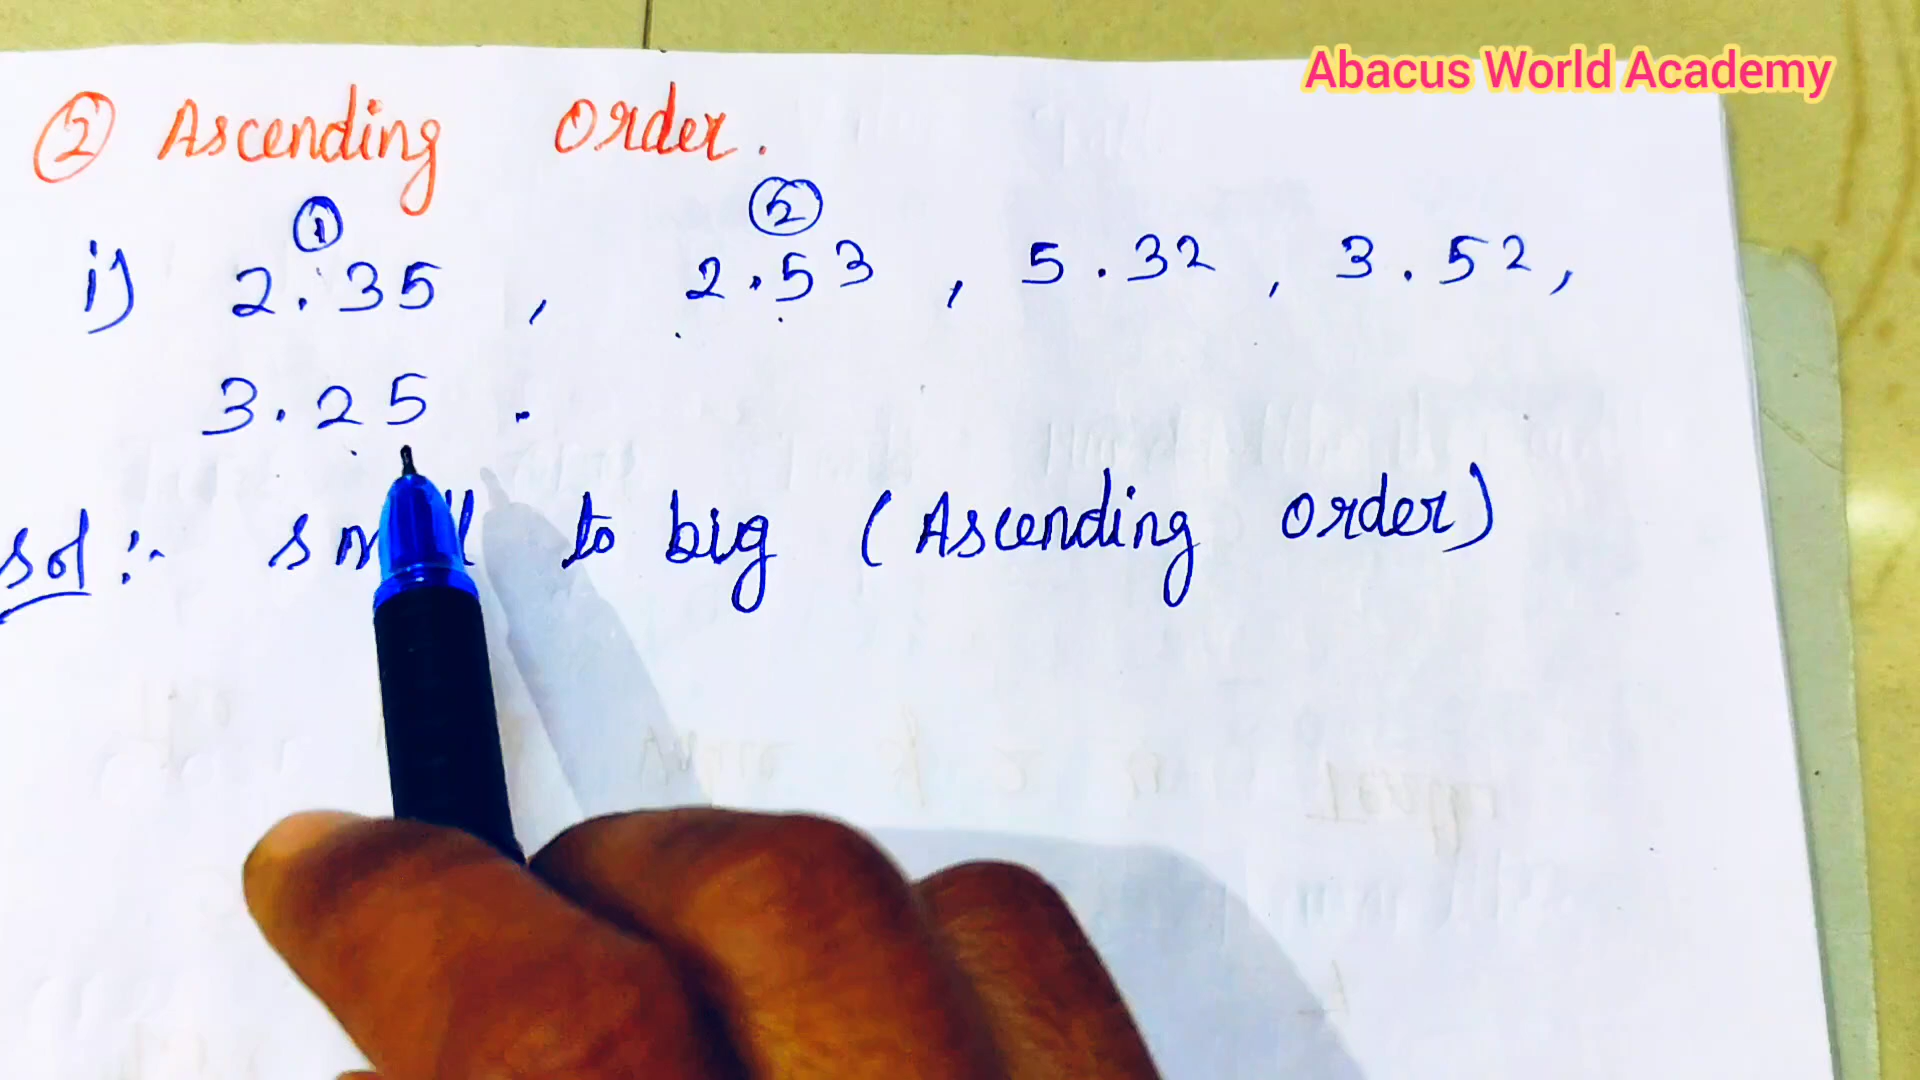 Abacus World Academy
② Ascending Order.
① ②
i) 2.35 , 2.53 , 5.32 , 3.52,
3.25 .
Sol:- to big (Ascending Order)